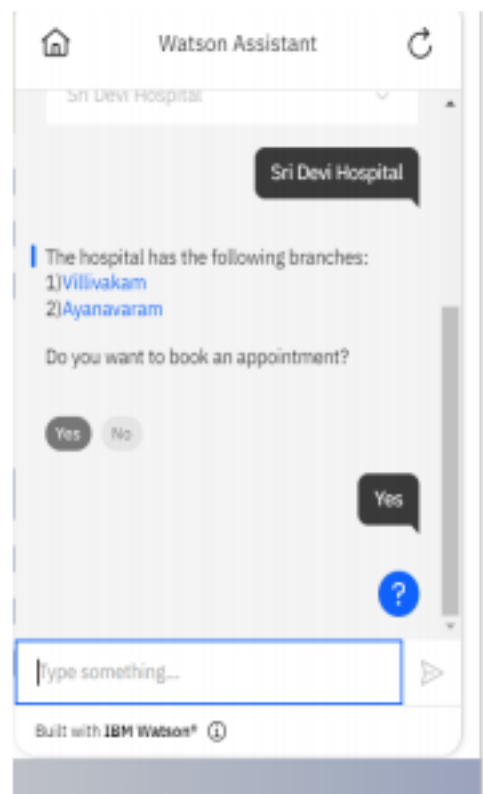 Watson Assistant
Sri Devi Hospital
Sri Devi Hospital
The hospital has the following branches:
1)Villivakam
2)Ayanavaram
Do you want to book an appointment?
Yes No
Yes
?
Type something...
Built with IBM Watson®